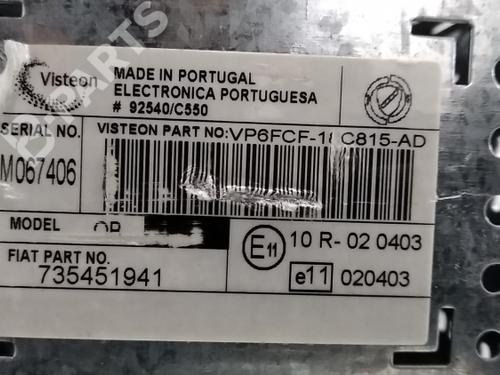 Visteon
MADE IN PORTUGAL
ELECTRONICA PORTUGUESA
# 92540/C550
SERIAL NO.
VISTEON PART NO:VP6FCF-18C815-AD
M067406
MODEL
10 R- 02 0403
E11
FIAT PART NO.
735451941
e11 020403
B-PARTS